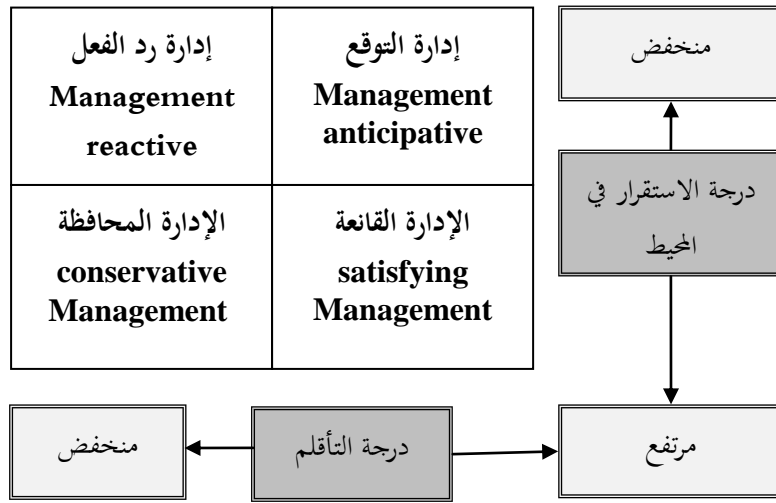 منخفض
إدارة التوقع
Management
anticipative
إدارة رد الفعل
Management
reactive
درجة الاستقرار في
المحيط
الإدارة القانعة
satisfying
Management
الإدارة المحافظة
conservative
Management
مرتفع
درجة التأقلم
منخفض